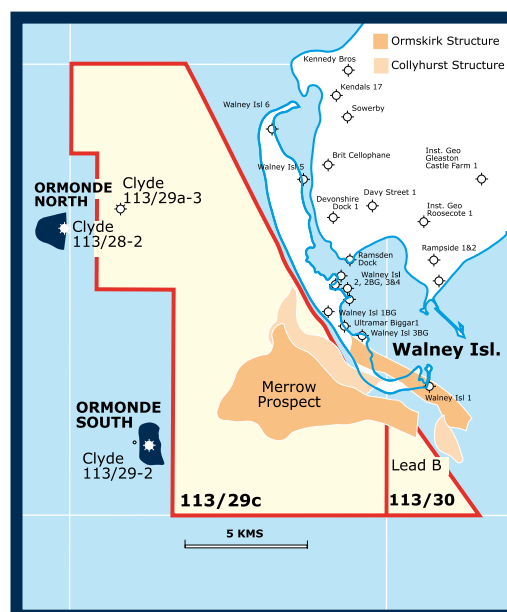 Ormskirk Structure
Collyhurst Structure
Kennedy Bros
Kendals 17
Walney Isl 6
Sowerby
Brit Cellophane
Walney Isl 5
Inst. Geo
Gleaston
Castle Farm 1
Clyde
113/29a-3
ORMONDE
NORTH
Devonshire
Dock 1
Davy Street 1
Inst. Geo
Roosecote 1
Clyde
113/28-2
Ramsden
Dock
Rampside 1&2
Walney Isl
2, 2BG, 3&4
Walney Isl 1BG
Ultramar Biggar1
Walney Isl 3BG
Walney Isl.
Merrow
Prospect
Walney Isl 1
ORMONDE
SOUTH
Clyde
113/29-2
Lead B
113/29c
113/30
5 KMS